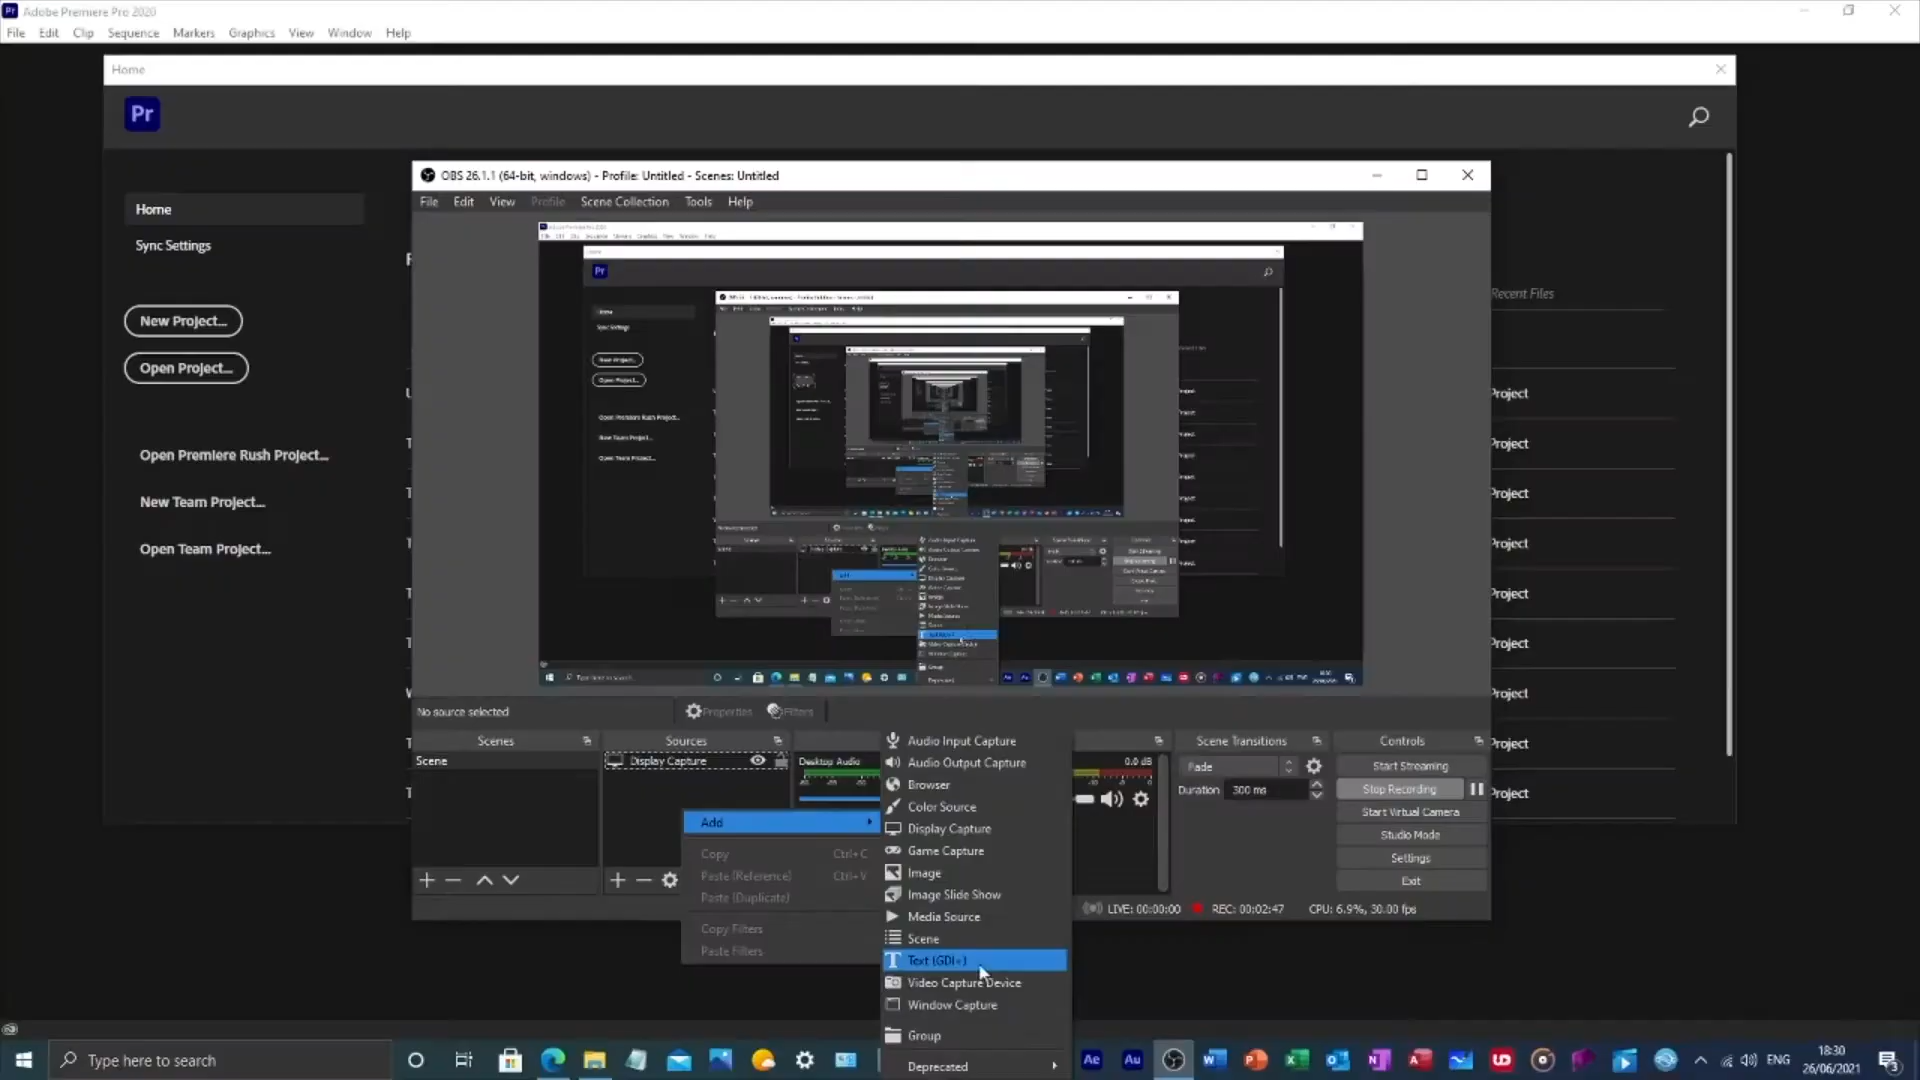 Adobe Premiere Pro 2020
File Edit Clip Sequence Markers Graphics View Window Help
Home
Pr
Home
Sync Settings
New Project...
Open Project...
Open Premiere Rush Project...
New Team Project...
Open Team Project...
Recent Files
Project
Project
Project
Project
Project
Project
Project
Project
Project
OBS 26.1.1 (64-bit, windows) - Profile: Untitled - Scenes: Untitled
File Edit View Profile Scene Collection Tools Help
No source selected
Properties
Filters
Scenes
Scene
Sources
Display Capture
Desktop Audio
0.0 dB
Scene Transitions
Fade
Duration 300 ms
Controls
Start Streaming
Stop Recording
Start Virtual Camera
Studio Mode
Settings
Exit
LIVE: 00:00:00 REC: 00:02:47 CPU: 6.9%, 30.00 fps
Add
Copy Ctrl+C
Paste (Reference) Ctrl+V
Paste (Duplicate)
Copy Filters
Paste Filters
Audio Input Capture
Audio Output Capture
Browser
Color Source
Display Capture
Game Capture
Image
Image Slide Show
Media Source
Scene
Text (GDI+)
Video Capture Device
Window Capture
Group
Deprecated
Type here to search
Ae Au
ENG
18:30
26/06/2021
3